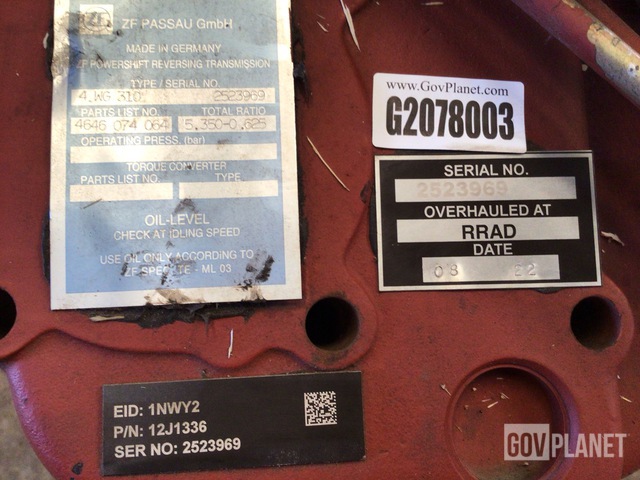 ZF PASSAU GmbH
MADE IN GERMANY
ZF POWERSHIFT REVERSING TRANSMISSION
TYPE / SERIAL NO.
4 WG 310 2523969
PARTS LIST NO. TOTAL RATIO
4646 074 064 5.350-0.625
OPERATING PRESS. (bar)
TORQUE CONVERTER
PARTS LIST NO. TYPE
OIL-LEVEL
CHECK AT IDLING SPEED
USE OIL ONLY ACCORDING TO
ZF - ML 03
www.GovPlanet.com
G2078003
SERIAL NO.
2523969
OVERHAULED AT
RRAD
DATE
08 22
EID: 1NWY2
P/N: 12J1336
SER NO: 2523969
GOVPLANET